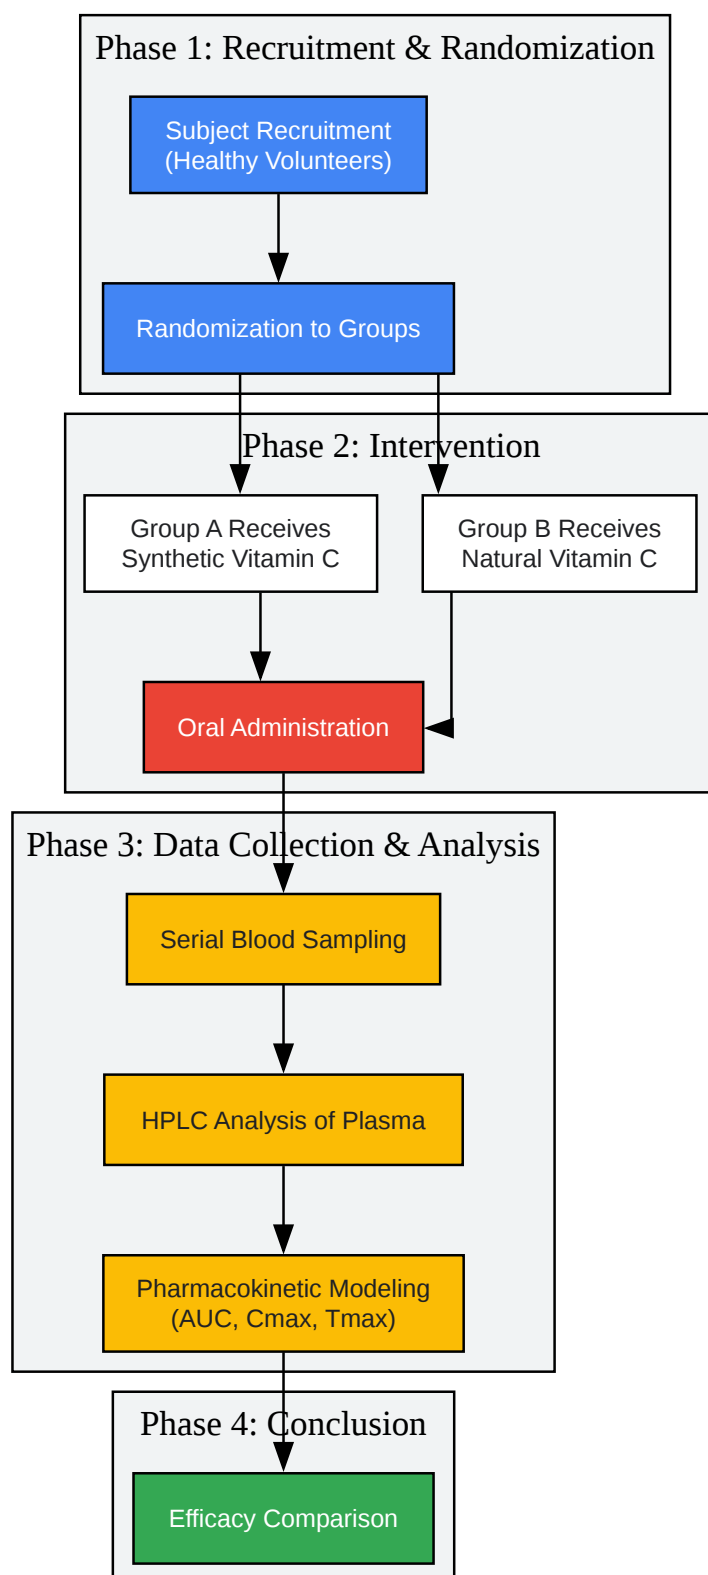 Phase 1: Recruitment & Randomization
Subject Recruitment
(Healthy Volunteers)
Randomization to Groups
Phase 2: Intervention
Group A Receives
Synthetic Vitamin C
Group B Receives
Natural Vitamin C
Oral Administration
Phase 3: Data Collection & Analysis
Serial Blood Sampling
HPLC Analysis of Plasma
Pharmacokinetic Modeling
(AUC, Cmax, Tmax)
Phase 4: Conclusion
Efficacy Comparison